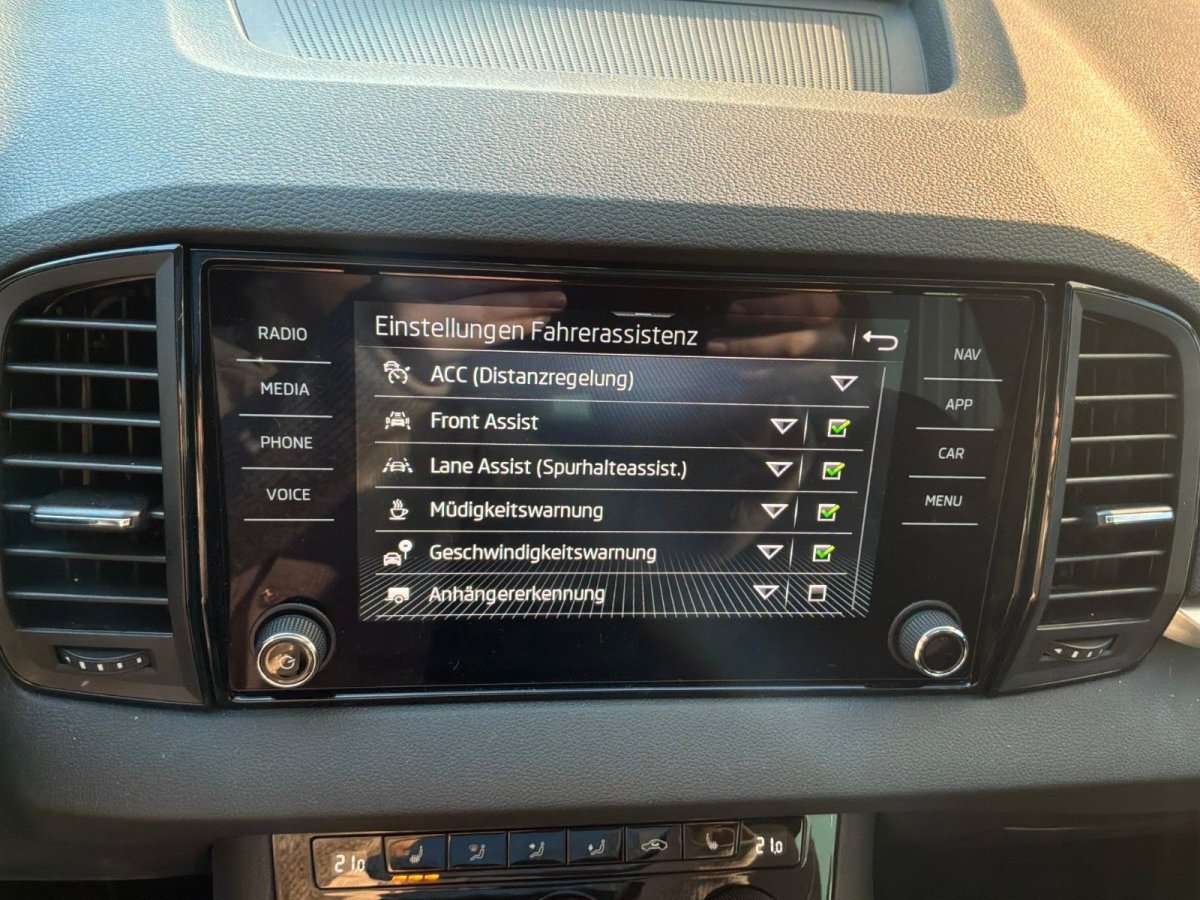 RADIO
MEDIA
PHONE
VOICE
Einstellungen Fahrerassistenz
ACC (Distanzregelung)
Front Assist
Lane Assist (Spurhalteassist.)
Müdigkeitswarnung
Geschwindigkeitswarnung
Anhängererkennung
NAV
APP
CAR
MENU
21.0
21.0